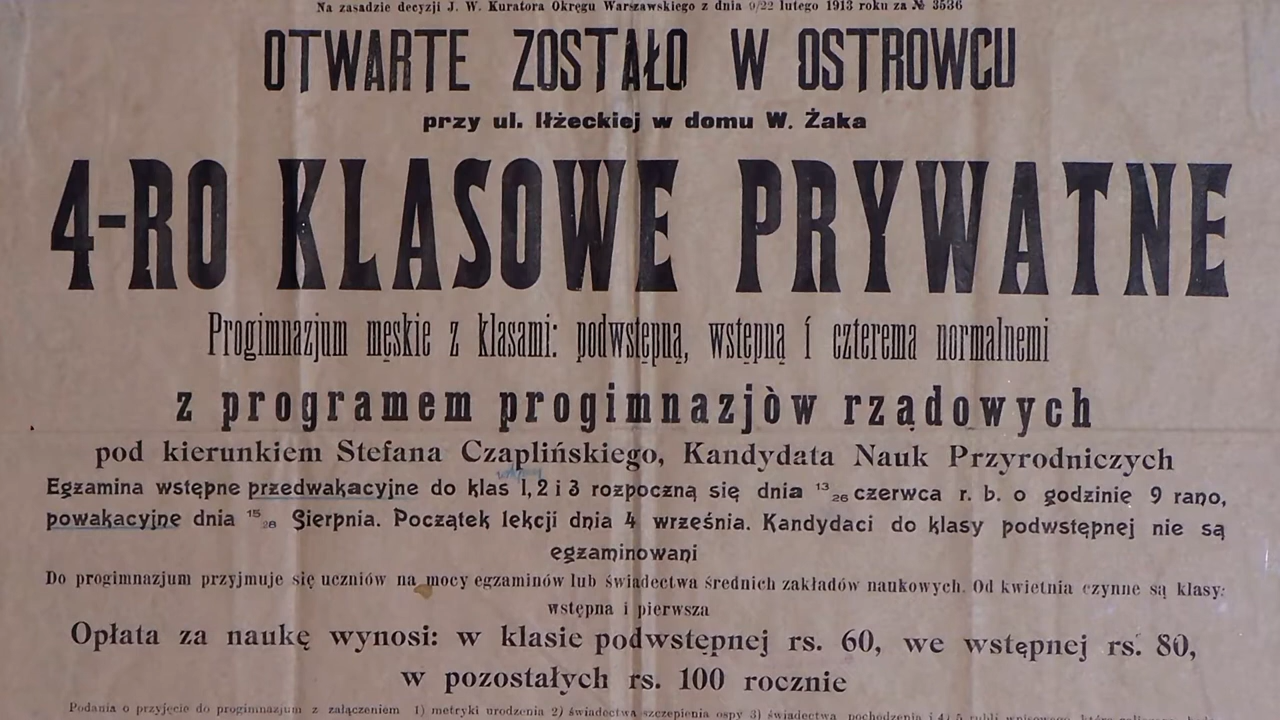 Na zasadzie decyzji J. W. Kuratora Okręgu Warszawskiego z dnia 9/22 lutego 1913 roku za № 3536
OTWARTE ZOSTAŁO W OSTROWCU
przy ul. Iłżeckiej w domu W. Żaka
4-RO KLASOWE PRYWATNE
Progimnazjum męskie z klasami: podwstępną, wstępną í czterema normalnemi
z programem progimnazjòw rządowych
pod kierunkiem Stefana Czaplińskiego, Kandydata Nauk Przyrodniczych
Egzamina wstępne przedwakacyjne do klas 1, 2 i 3 rozpoczną się dnia 13/26 czerwca r. b. o godzinie 9 rano,
powakacyjne dnia 15/28 Sierpnia. Początek lekcji dnia 4 września. Kandydaci do klasy podwstępnej nie są
egzaminowani
Do progimnazjum przyjmuje się uczniów na mocy egzaminów lub świadectwa średnich zakładów naukowych. Od kwietnia czynne są klasy:
wstępna i pierwsza
Opłata za naukę wynosi: w klasie podwstępnej rs. 60, we wstępnej rs. 80,
w pozostałych rs. 100 rocznie
Podania o przyjęcie do progimnazjum z załączeniem 1) metryki urodzenia 2) świadectwa szczepienia ospy 3) świadectwa pochodzenia i 4) 5 rubli wpisowego